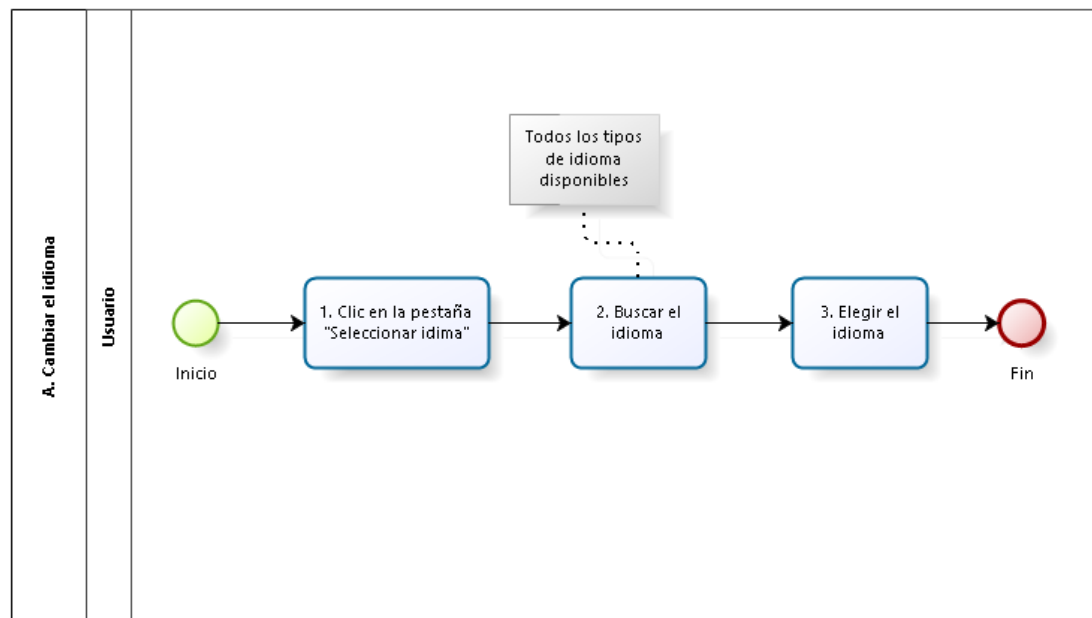 A. Cambiar el idioma
Usuario
Todos los tipos
de idioma
disponibles
1. Clic en la pestaña
"Seleccionar idima"
2. Buscar el
idioma
3. Elegir el
idioma
Inicio
Fin